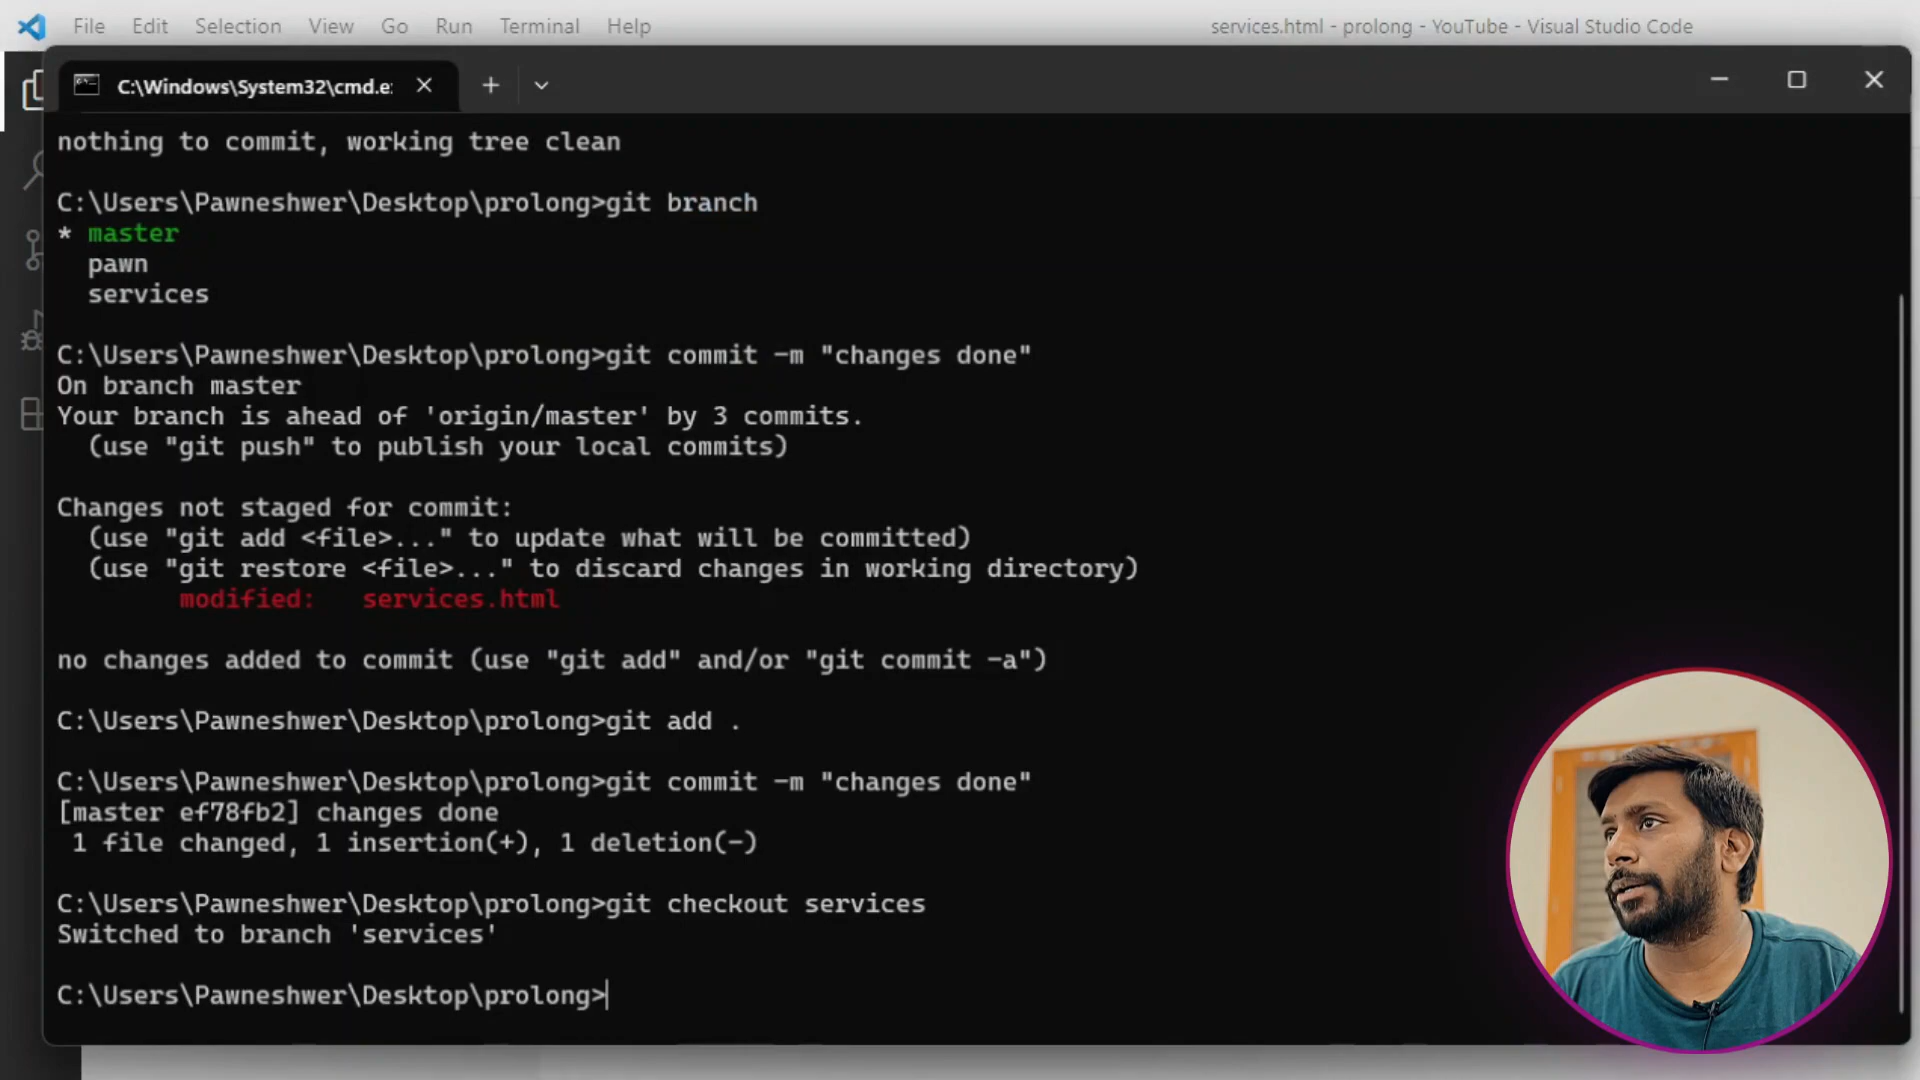 File Edit Selection View Go Run Terminal Help
services.html - prolong - YouTube - Visual Studio Code
C:\Windows\System32\cmd.e:
nothing to commit, working tree clean
C:\Users\Pawneshwer\Desktop\prolong>git branch
* master
pawn
services
C:\Users\Pawneshwer\Desktop\prolong>git commit -m "changes done"
On branch master
Your branch is ahead of 'origin/master' by 3 commits.
(use "git push" to publish your local commits)
Changes not staged for commit:
(use "git add <file>..." to update what will be committed)
(use "git restore <file>..." to discard changes in working directory)
modified:   services.html
no changes added to commit (use "git add" and/or "git commit -a")
C:\Users\Pawneshwer\Desktop\prolong>git add .
C:\Users\Pawneshwer\Desktop\prolong>git commit -m "changes done"
[master ef78fb2] changes done
1 file changed, 1 insertion(+), 1 deletion(-)
C:\Users\Pawneshwer\Desktop\prolong>git checkout services
Switched to branch 'services'
C:\Users\Pawneshwer\Desktop\prolong>